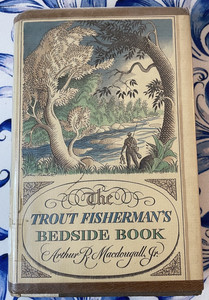 The
TROUT FISHERMAN'S
BEDSIDE BOOK
Arthur R. Macdougall, Jr.